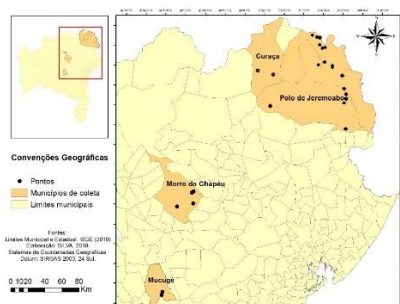 Curaça
Polo de Jeremoabo
Morro do Chapéu
Mucugê
Convenções Geográficas
Pontos
Municípios de coleta
Limites municipais
Fontes:
Limites Municipal e Estadual: IBGE (2010)
Elaboração: SILVA, 2010.
Sistemas de Coordenadas Geográficas
Datum: SIRGAS 2000, 24 Sul.
0 10 20 40 60 80
Km